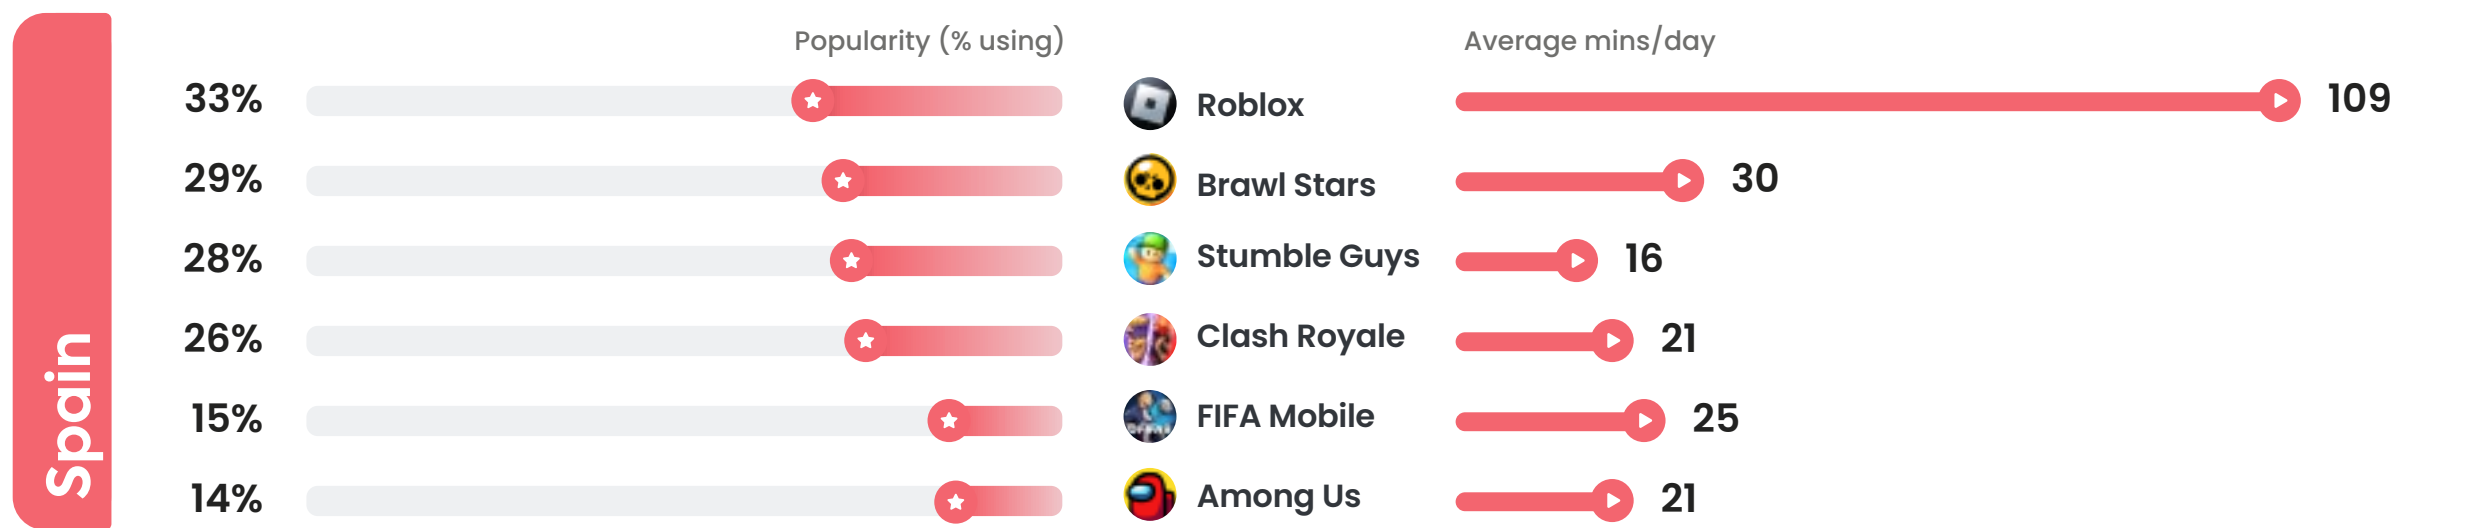 Popularity (% using) Average mins/day
33% Roblox 109
29% Brawl Stars 30
28% Stumble Guys 16
26% Clash Royale 21
15% FIFA Mobile 25
14% Among Us 21
Spain